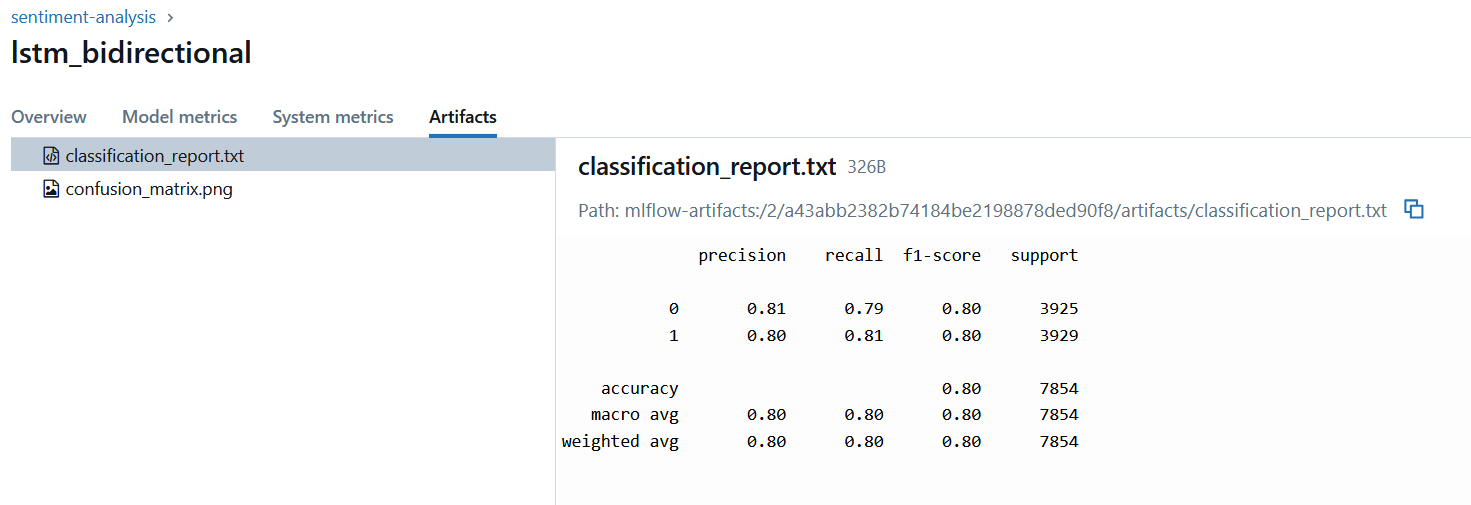 sentiment-analysis >
lstm_bidirectional
Overview Model metrics System metrics Artifacts
classification_report.txt
confusion_matrix.png
classification_report.txt 326B
Path: mlflow-artifacts:/2/a43abb2382b74184be2198878ded90f8/artifacts/classification_report.txt
precision recall f1-score support
0 0.81 0.79 0.80 3925
1 0.80 0.81 0.80 3929
accuracy 0.80 7854
macro avg 0.80 0.80 0.80 7854
weighted avg 0.80 0.80 0.80 7854